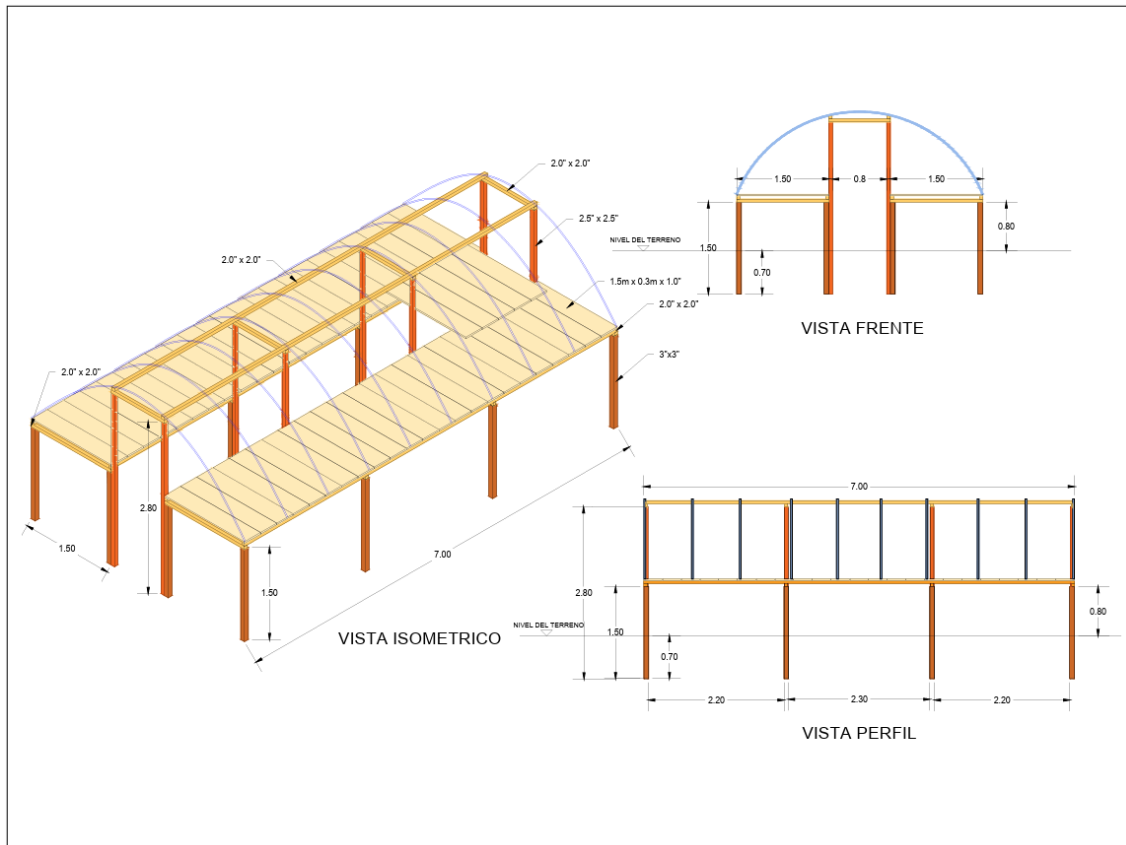 2.0" x 2.0"
2.5" x 2.5"
2.0" x 2.0"
1.5m x 0.3m x 1.0"
2.0" x 2.0"
3"x3"
2.0" x 2.0"
2.80
1.50
1.50
7.00
VISTA ISOMETRICO
1.50
0.8
1.50
NIVEL DEL TERRENO
1.50
0.70
0.80
VISTA FRENTE
7.00
2.80
NIVEL DEL TERRENO
1.50
0.70
0.80
2.20
2.30
2.20
VISTA PERFIL